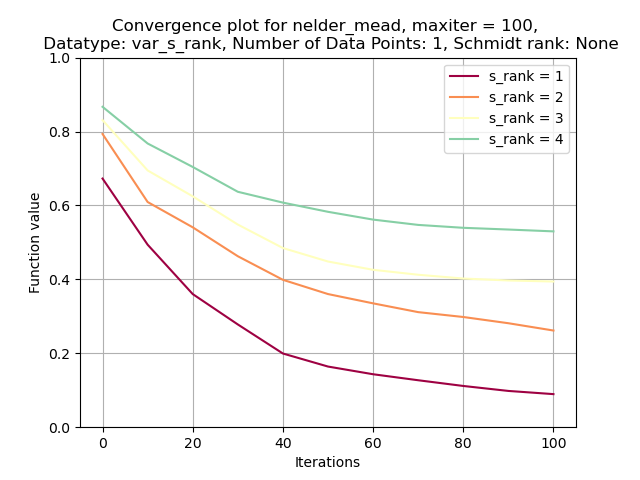 Convergence plot for nelder_mead, maxiter = 100,
Datatype: var_s_rank, Number of Data Points: 1, Schmidt rank: None
1.0
0.8
0.6
0.4
0.2
0.0
Function value
s_rank = 1
s_rank = 2
s_rank = 3
s_rank = 4
0 20 40 60 80 100
Iterations